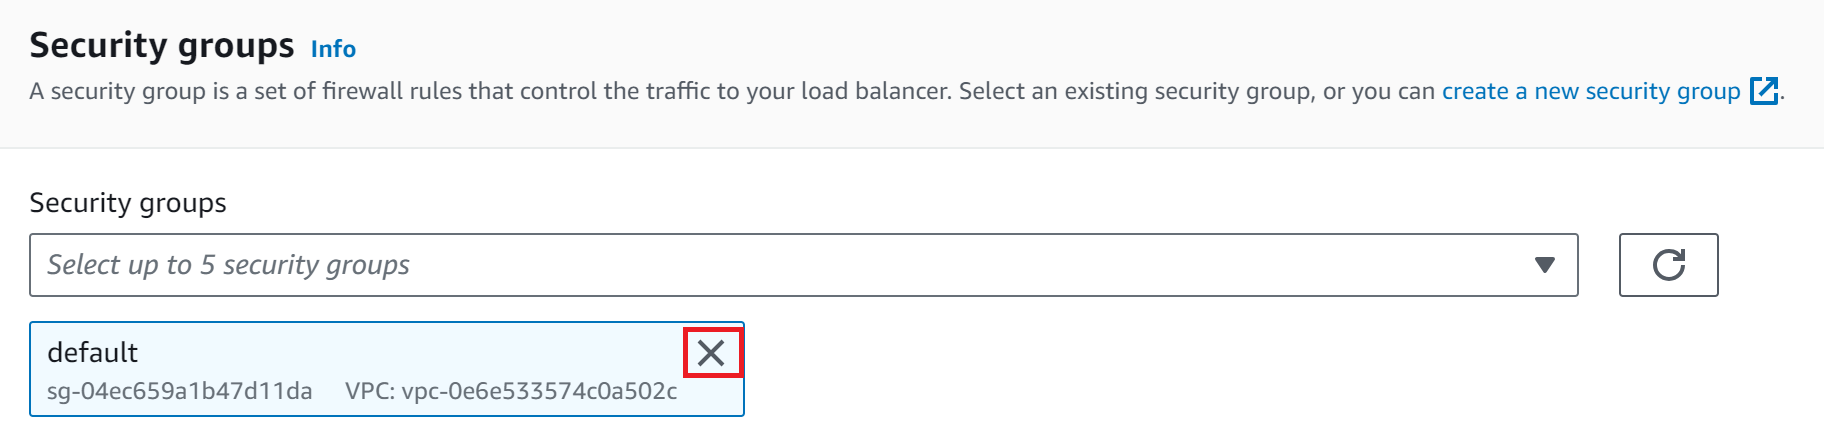 Security groups Info
A security group is a set of firewall rules that control the traffic to your load balancer. Select an existing security group, or you can create a new security group.
Security groups
Select up to 5 security groups
default
sg-04ec659a1b47d11da VPC: vpc-0e6e533574c0a502c